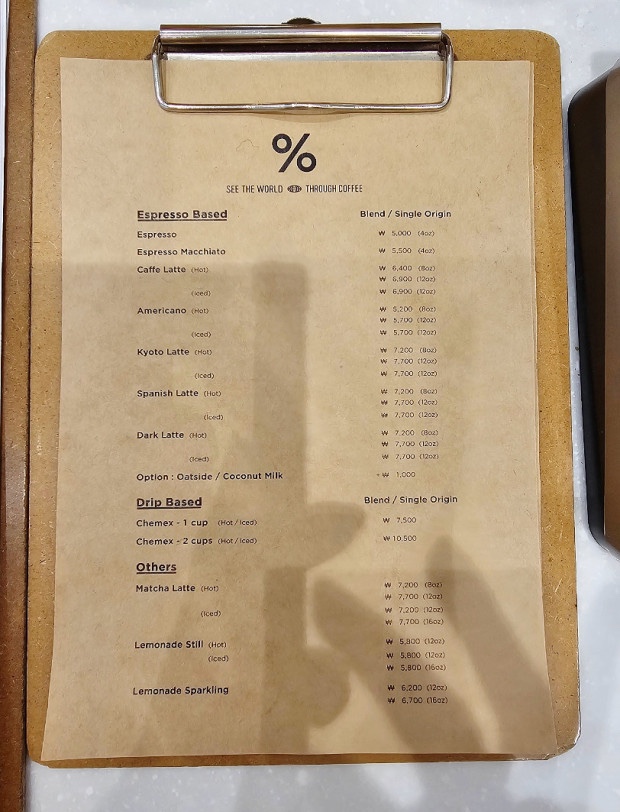 %
SEE THE WORLD THROUGH COFFEE
Espresso Based Blend / Single Origin
Espresso ₩ 5,000 (4oz)
Espresso Macchiato ₩ 5,500 (4oz)
Caffe Latte (Hot) ₩ 6,400 (8oz)
₩ 6,900 (12oz)
(Iced) ₩ 6,900 (12oz)
Americano (Hot) ₩ 5,200 (8oz)
₩ 5,700 (12oz)
(Iced) ₩ 5,700 (12oz)
Kyoto Latte (Hot) ₩ 7,200 (8oz)
₩ 7,700 (12oz)
(Iced) ₩ 7,700 (12oz)
Spanish Latte (Hot) ₩ 7,200 (8oz)
₩ 7,700 (12oz)
(Iced) ₩ 7,700 (12oz)
Dark Latte (Hot) ₩ 7,200 (8oz)
₩ 7,700 (12oz)
(Iced) ₩ 7,700 (12oz)
Option : Oatside / Coconut Milk + ₩ 1,000
Drip Based Blend / Single Origin
Chemex - 1 cup (Hot / Iced) ₩ 7,500
Chemex - 2 cups (Hot / Iced) ₩ 10,500
Others
Matcha Latte (Hot) ₩ 7,200 (8oz)
₩ 7,700 (12oz)
(Iced) ₩ 7,200 (12oz)
₩ 7,700 (16oz)
Lemonade Still (Hot) ₩ 5,800 (12oz)
(Iced) ₩ 5,800 (12oz)
₩ 5,800 (16oz)
Lemonade Sparkling ₩ 6,200 (12oz)
₩ 6,700 (16oz)